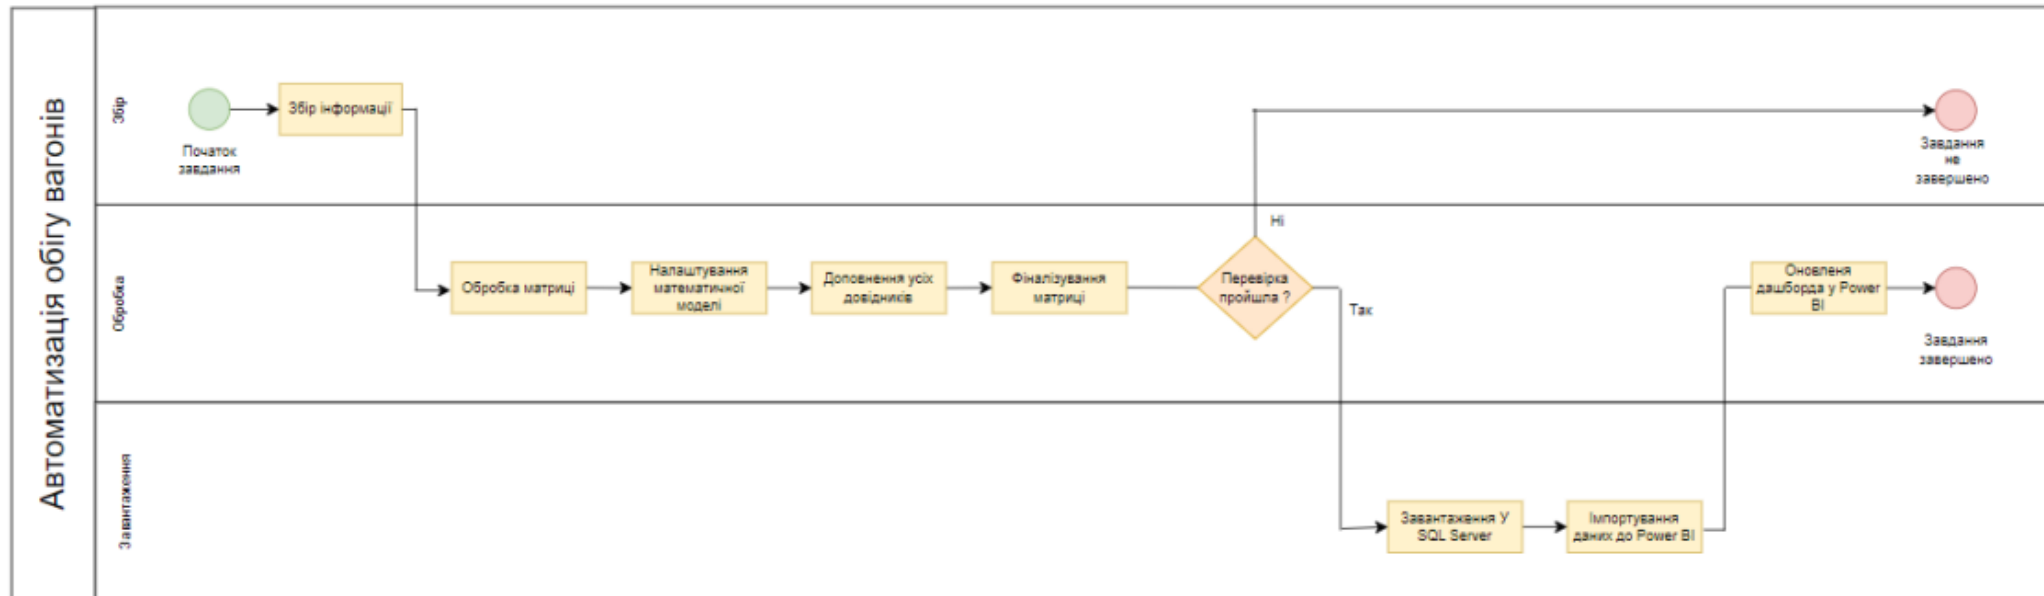 Автоматизація обігу вагонів
Збір
Початок
завдання
Збір інформації
Завдання
не
завершено
Обробка
Обробка матриці
Налаштування
математичної
моделі
Доповнення усіх
довідників
Фіналізування
матриці
Перевірка
пройшла ?
Ні
Так
Оновленя
дашборда у Power
BI
Завдання
завершено
Завантаження
Завантаження У
SQL Server
Імпортування
даних до Power BI